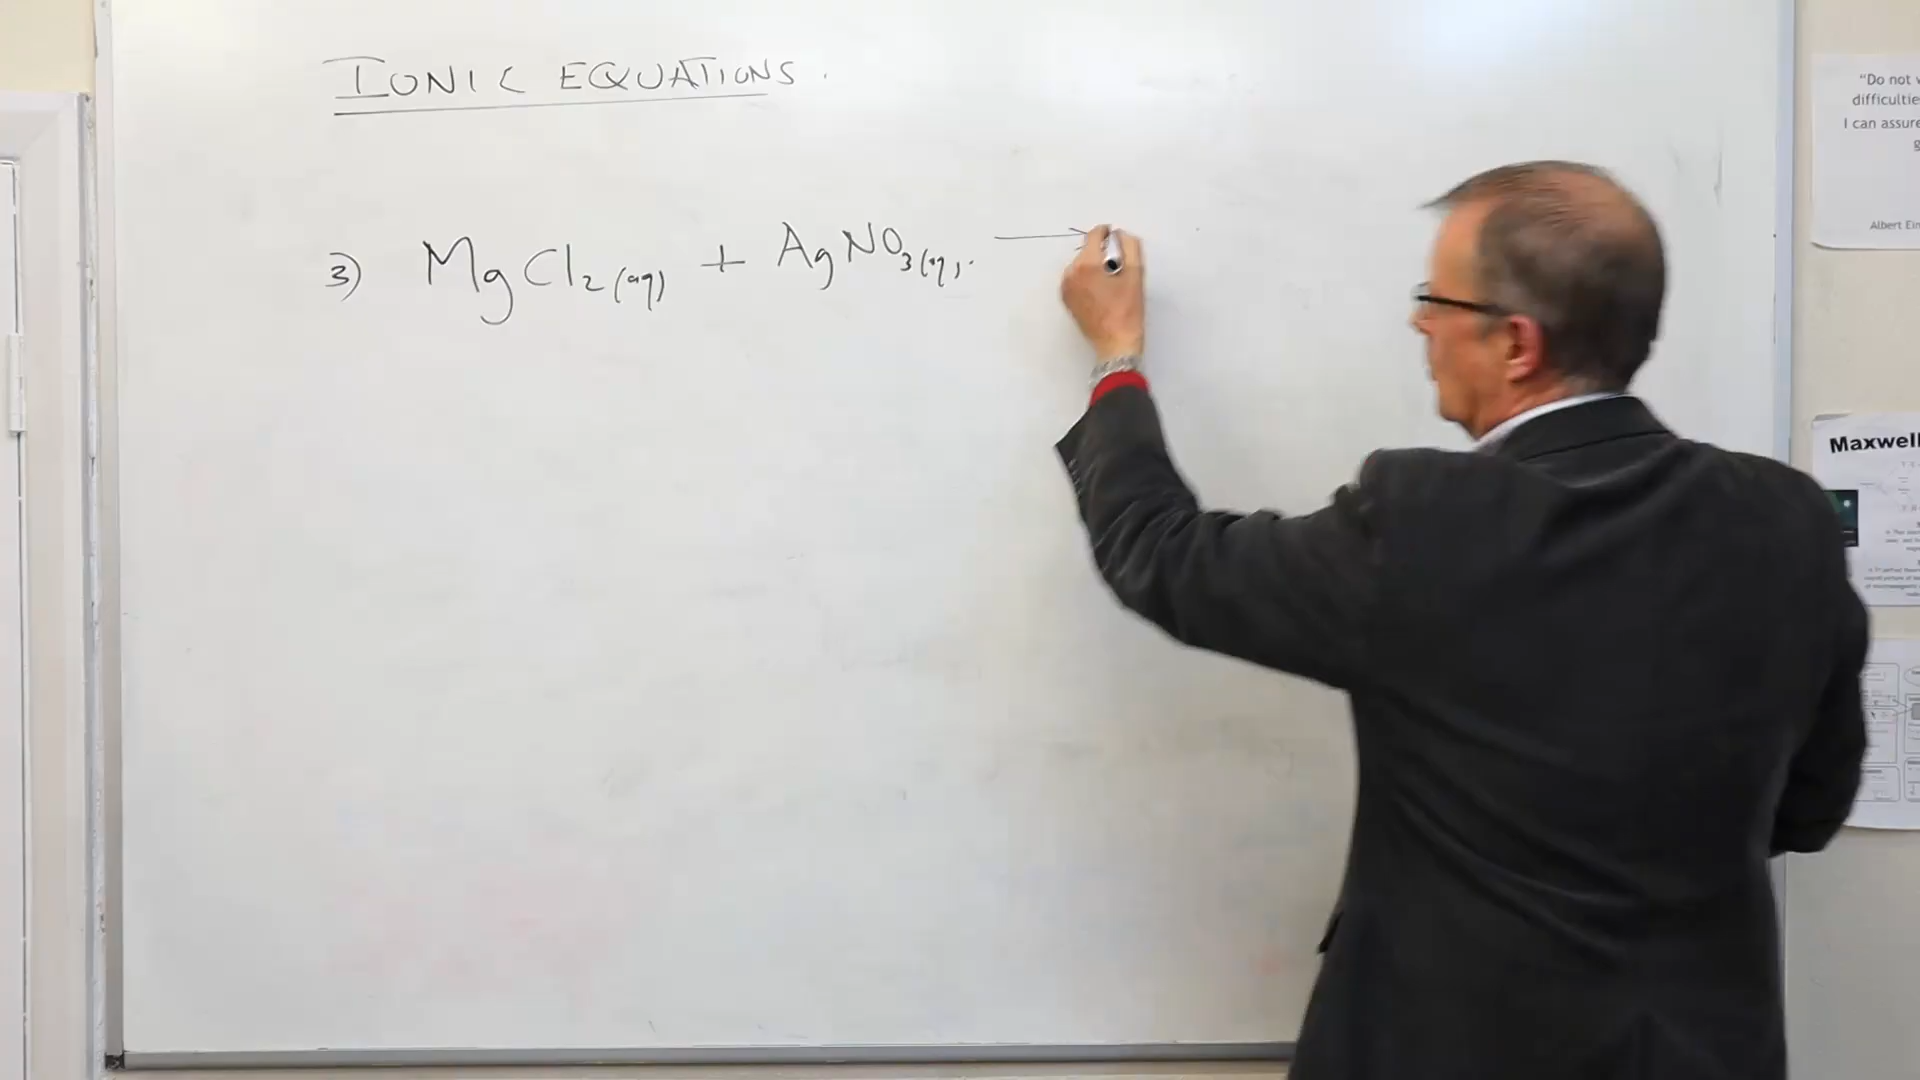 IONIC EQUATIONS.
3) MgCl₂(aq) + AgNO₃(aq). →
"Do not
difficultie
I can assure
g
Albert Ein
Maxwell